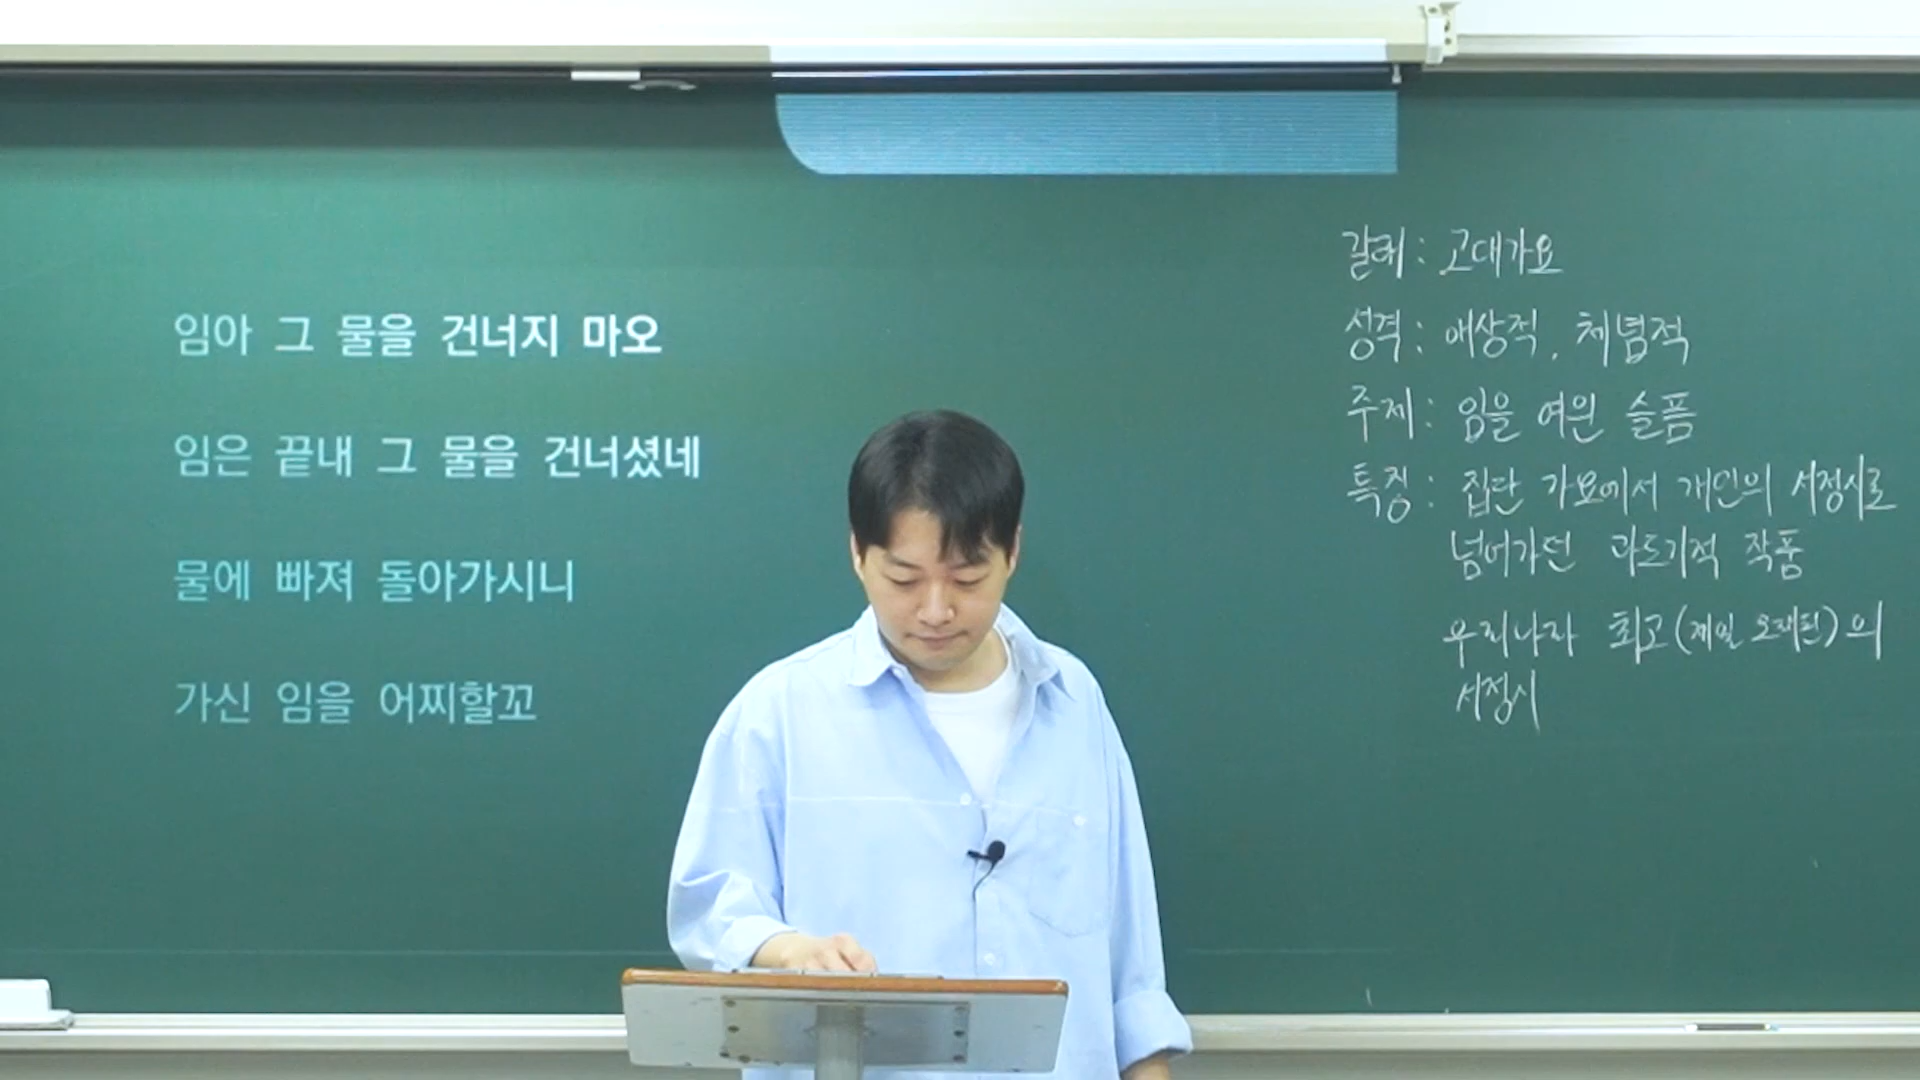 임아 그 물을 건너지 마오
임은 끝내 그 물을 건너셨네
물에 빠져 돌아가시니
가신 임을 어찌할꼬
갈래 : 고대가요
성격 : 애상적, 체념적
주제 : 임을 여읜 슬픔
특징 : 집단 가요에서 개인의 서정시로
넘어가던 과도기적 작품
우리나라 최고(제일 오래된)의
서정시